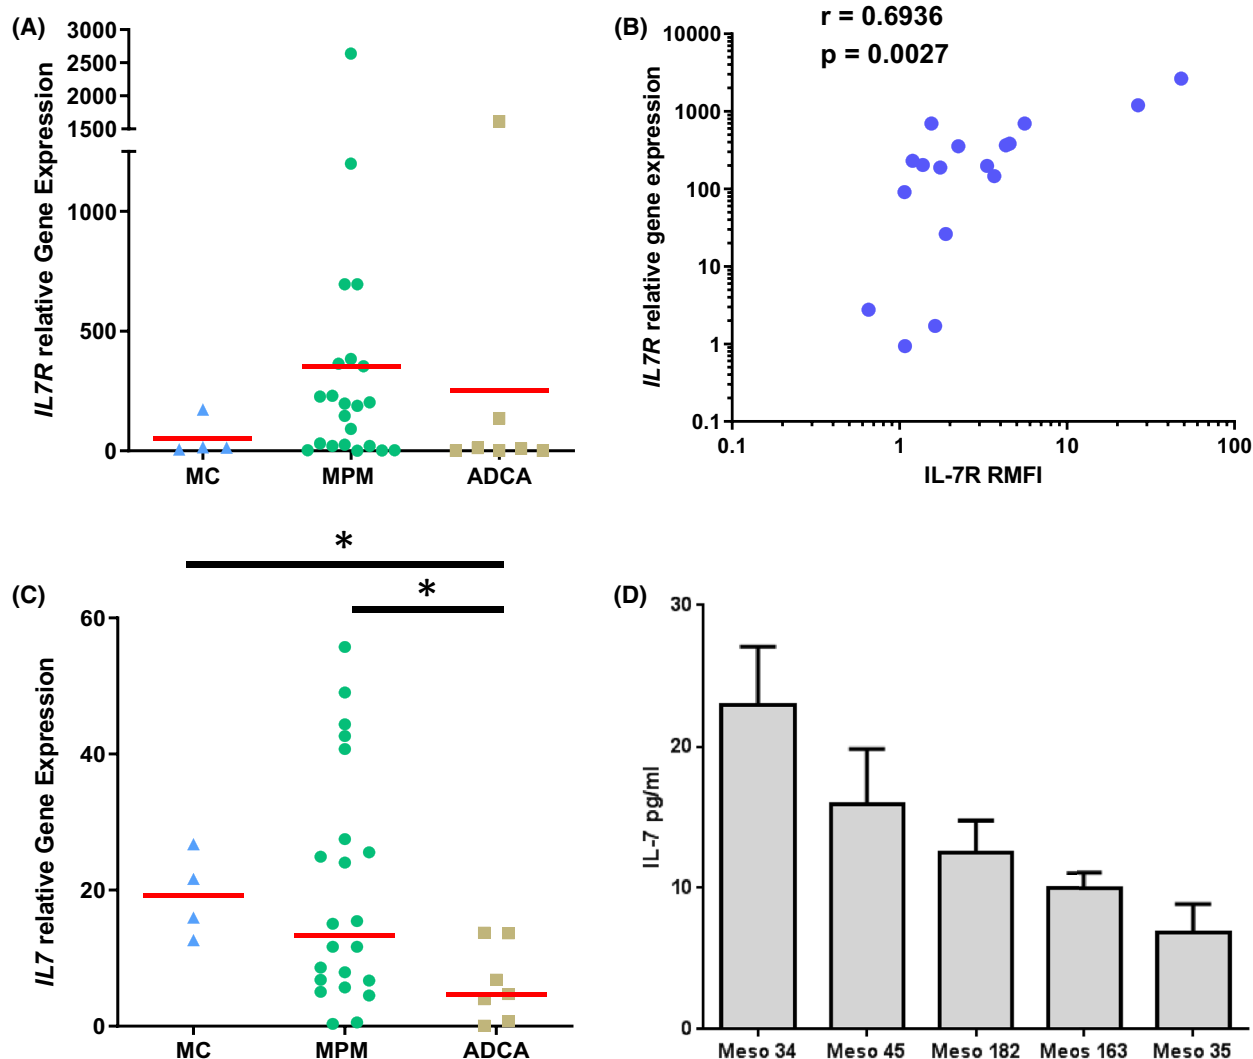 (A)
IL7R relative Gene Expression
3000
2500
2000
1500
1000
500
0
MC MPM ADCA
(B)
r = 0.6936
p = 0.0027
IL7R relative gene expression
10000
1000
100
10
1
0.1
0.1 1 10 100
IL-7R RMFI
(C)
*
*
IL7 relative Gene Expression
60
40
20
0
MC MPM ADCA
(D)
IL-7 pg/ml
30
20
10
0
Meso 34 Meso 45 Meso 182 Meos 163 Meso 35